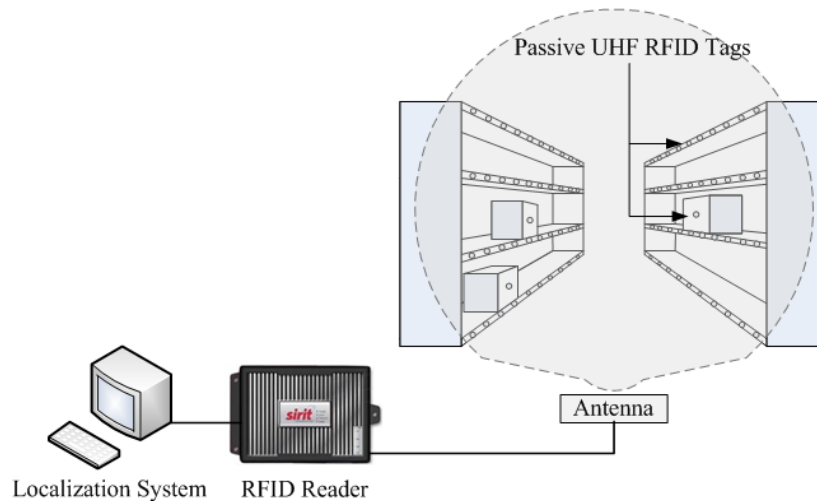 Passive UHF RFID Tags
Antenna
sirit
Localization System
RFID Reader